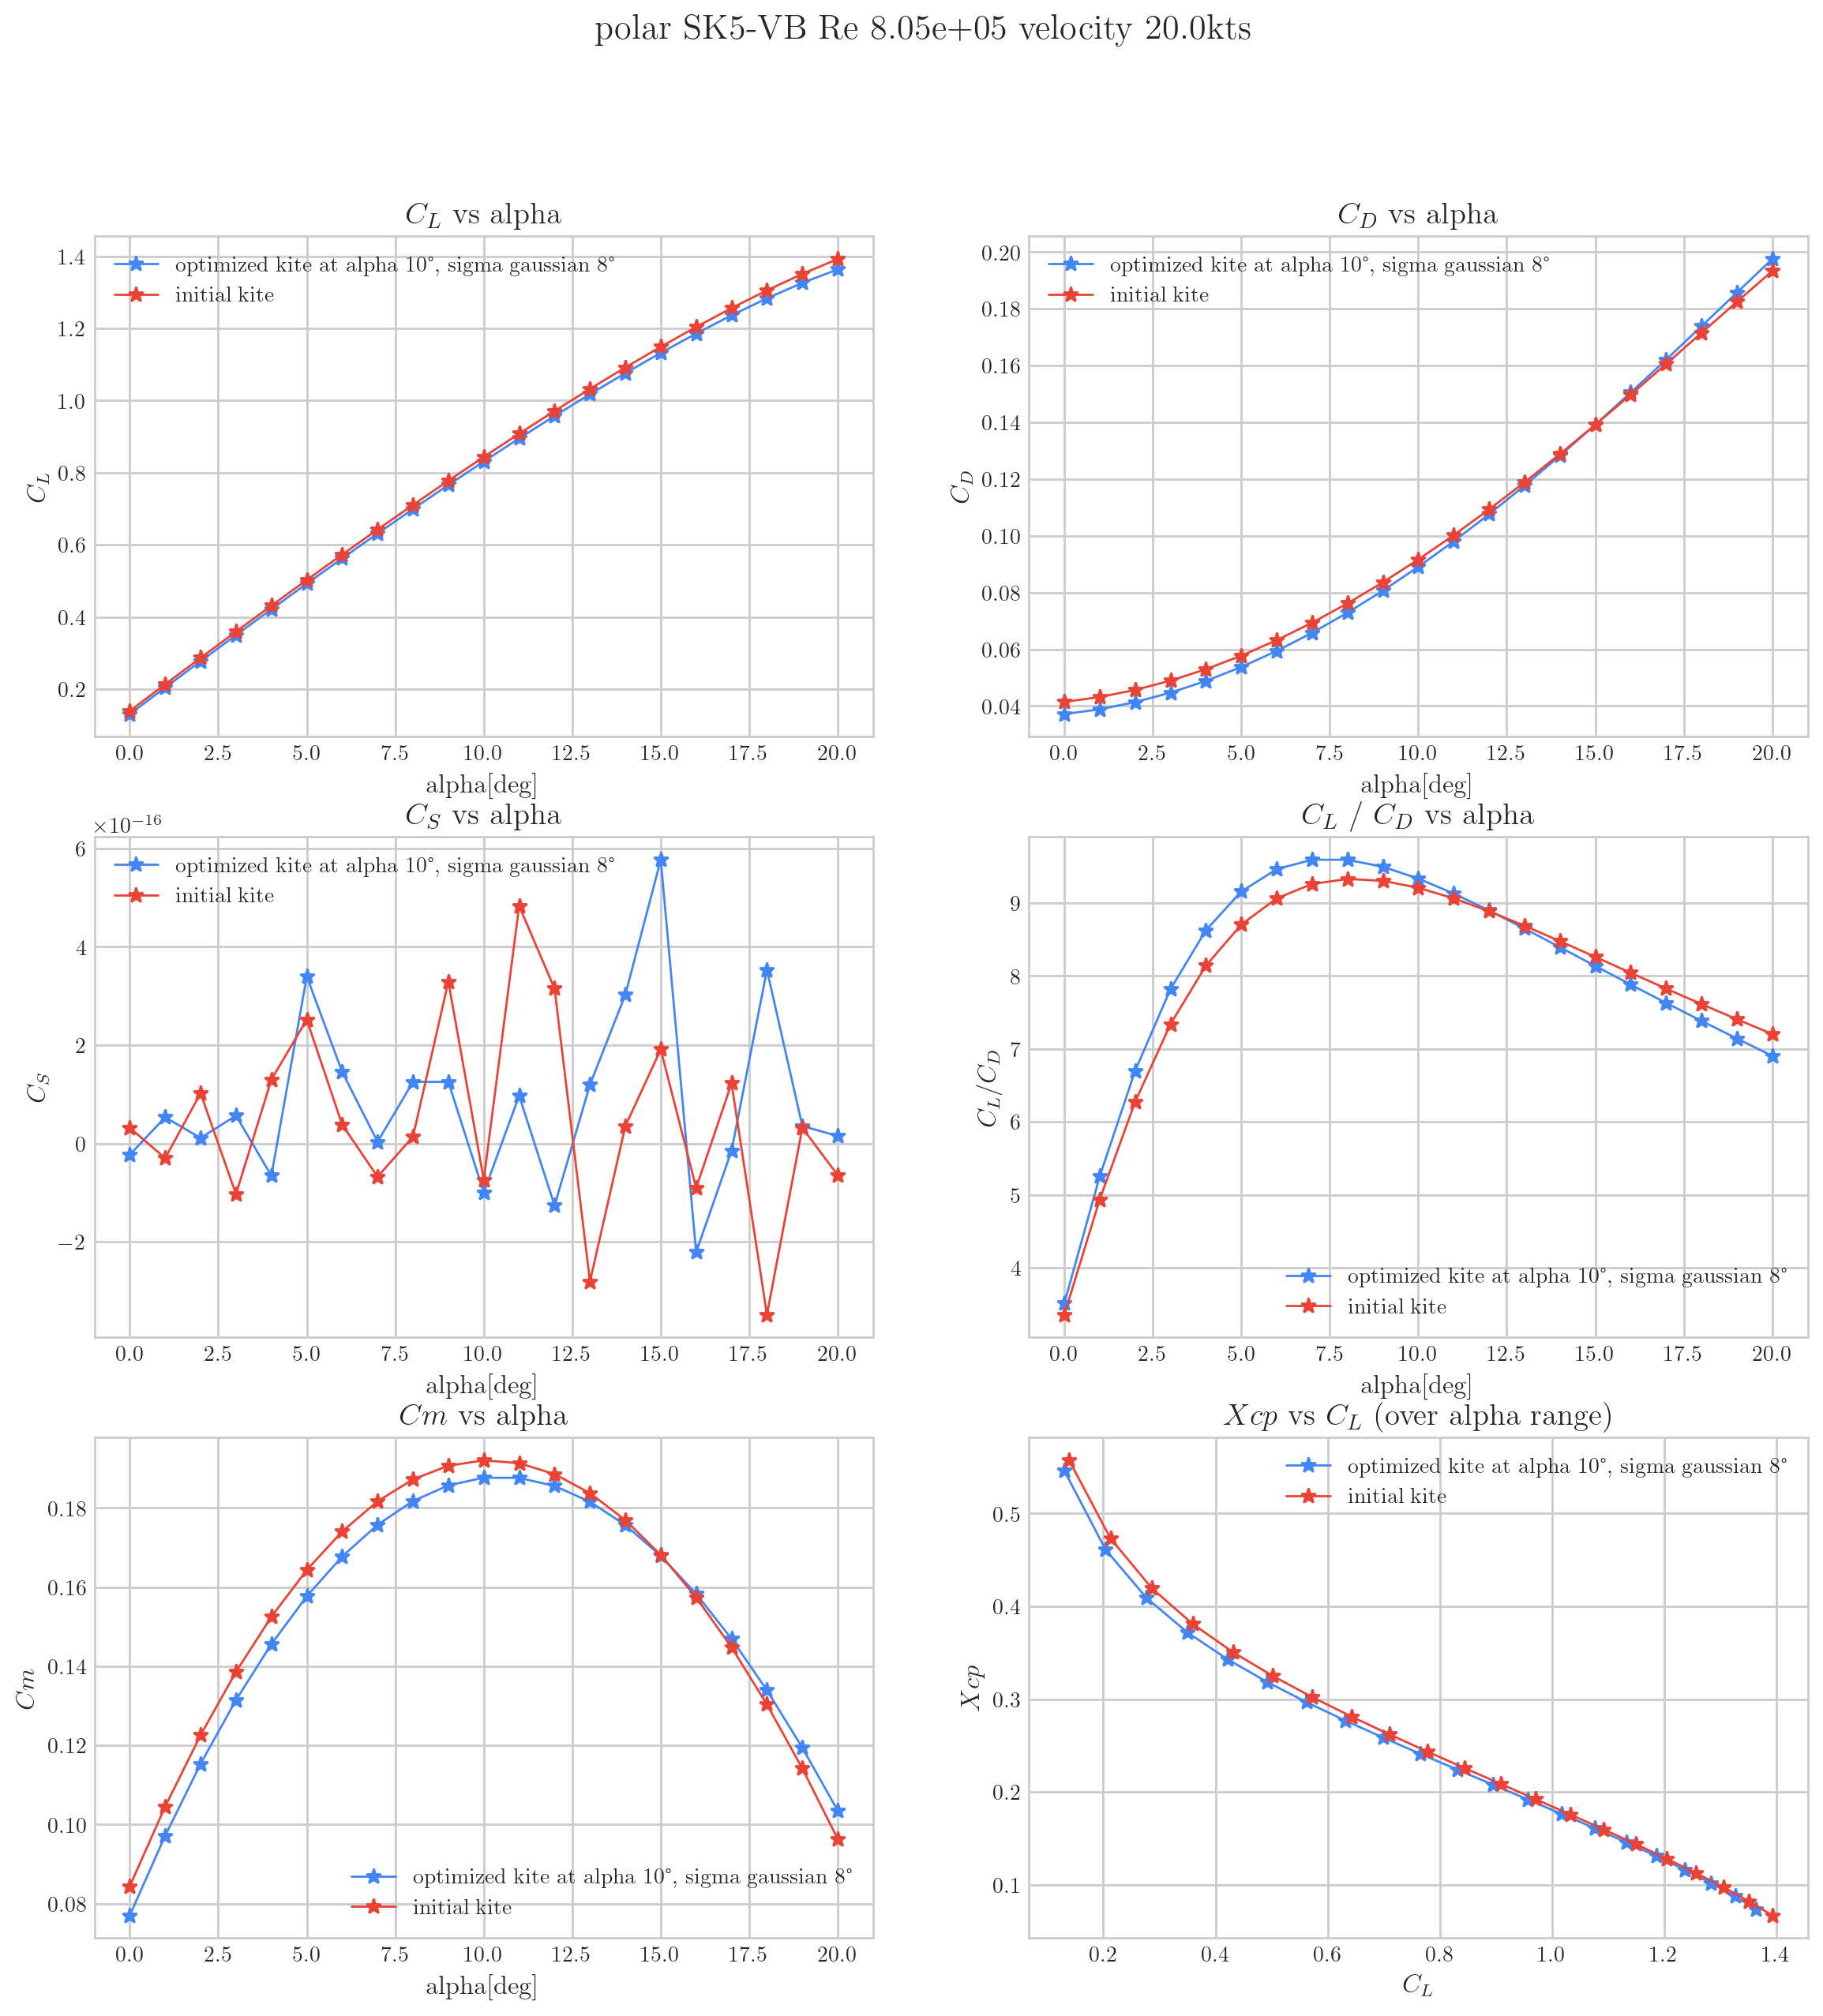 polar SK5-VB Re 8.05e+05 velocity 20.0kts
C_L vs alpha
optimized kite at alpha 10°, sigma gaussian 8°
initial kite
C_L
1.4
1.2
1.0
0.8
0.6
0.4
0.2
0.0 2.5 5.0 7.5 10.0 12.5 15.0 17.5 20.0
alpha[deg]
C_D vs alpha
optimized kite at alpha 10°, sigma gaussian 8°
initial kite
C_D
0.20
0.18
0.16
0.14
0.12
0.10
0.08
0.06
0.04
0.0 2.5 5.0 7.5 10.0 12.5 15.0 17.5 20.0
alpha[deg]
C_S vs alpha
×10⁻¹⁶
optimized kite at alpha 10°, sigma gaussian 8°
initial kite
C_S
6
4
2
0
−2
0.0 2.5 5.0 7.5 10.0 12.5 15.0 17.5 20.0
alpha[deg]
C_L / C_D vs alpha
C_L/C_D
9
8
7
6
5
4
optimized kite at alpha 10°, sigma gaussian 8°
initial kite
0.0 2.5 5.0 7.5 10.0 12.5 15.0 17.5 20.0
alpha[deg]
Cm vs alpha
Cm
0.18
0.16
0.14
0.12
0.10
0.08
optimized kite at alpha 10°, sigma gaussian 8°
initial kite
0.0 2.5 5.0 7.5 10.0 12.5 15.0 17.5 20.0
alpha[deg]
Xcp vs C_L (over alpha range)
optimized kite at alpha 10°, sigma gaussian 8°
initial kite
Xcp
0.5
0.4
0.3
0.2
0.1
0.2 0.4 0.6 0.8 1.0 1.2 1.4
C_L